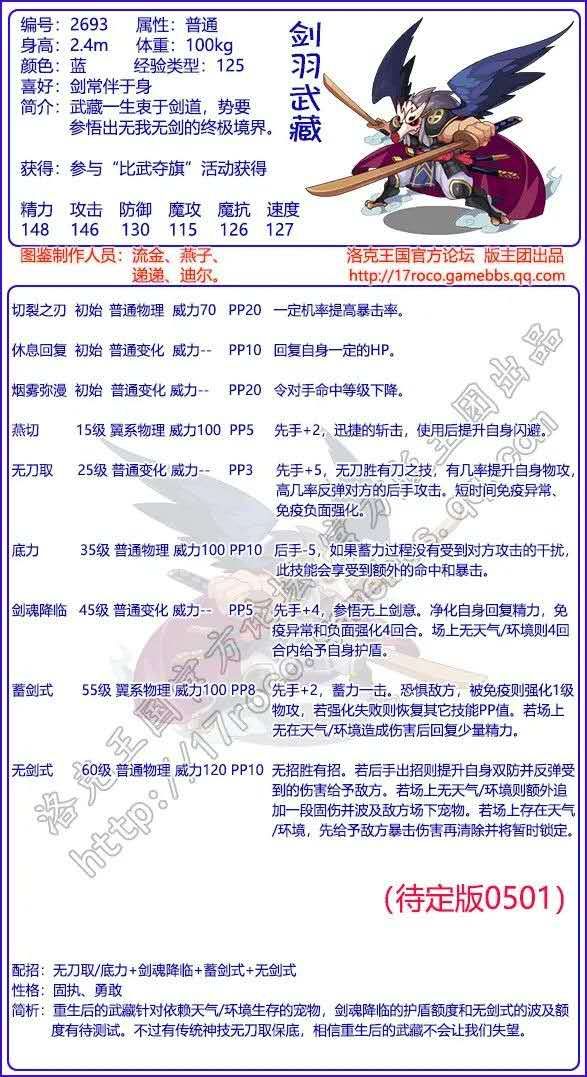 编号：2693 属性：普通
身高：2.4m 体重：100kg
颜色：蓝 经验类型：125
喜好：剑常伴于身
简介：武藏一生衷于剑道，势要
参悟出无我无剑的终极境界。
获得：参与“比武夺旗”活动获得
精力 攻击 防御 魔攻 魔抗 速度
148 146 130 115 126 127
剑羽武藏
图鉴制作人员：流金、燕子、
递递、迪尔。
洛克王国官方论坛 版主团出品
http://17roco.gamebbs.qq.com
切裂之刃 初始 普通物理 威力70 PP20 一定机率提高暴击率。
休息回复 初始 普通变化 威力-- PP10 回复自身一定的HP。
烟雾弥漫 初始 普通变化 威力-- PP20 令对手命中等级下降。
燕切 15级 翼系物理 威力100 PP5 先手+2，迅捷的斩击，使用后提升自身闪避。
无刀取 25级 普通变化 威力-- PP3 先手+5，无刀胜有刀之技，有几率提升自身物攻，
高几率反弹对方的后手攻击。短时间免疫异常、
免疫负面强化。
底力 35级 普通物理 威力100 PP10 后手-5，如果蓄力过程没有受到对方攻击的干扰，
此技能会享受到额外的命中和暴击。
剑魂降临 45级 普通变化 威力-- PP5 先手+4，参悟无上剑意。净化自身回复精力，免
疫异常和负面强化4回合。场上无天气/环境则4回
合内给予自身护盾。
蓄剑式 55级 翼系物理 威力100 PP8 先手+2，蓄力一击。恐惧敌方，被免疫则强化1级
物攻，若强化失败则恢复其它技能PP值。若场上
无在天气/环境造成伤害后回复少量精力。
无剑式 60级 普通物理 威力120 PP10 无招胜有招。若后手出招则提升自身双防并反弹受
到的伤害给予敌方。若场上无天气/环境则额外追
加一段固伤并波及敌方场下宠物。若场上存在天气
/环境，先给予敌方暴击伤害再清除并将暂时锁定。
（待定版0501）
配招：无刀取/底力+剑魂降临+蓄剑式+无剑式
性格：固执、勇敢
简析：重生后的武藏针对依赖天气/环境生存的宠物，剑魂降临的护盾额度和无剑式的波及额
度有待测试。不过有传统神技无刀取保底，相信重生后的武藏不会让我们失望。
洛克王国官方论坛版主团出品
http://17roco.gamebbs.qq.com